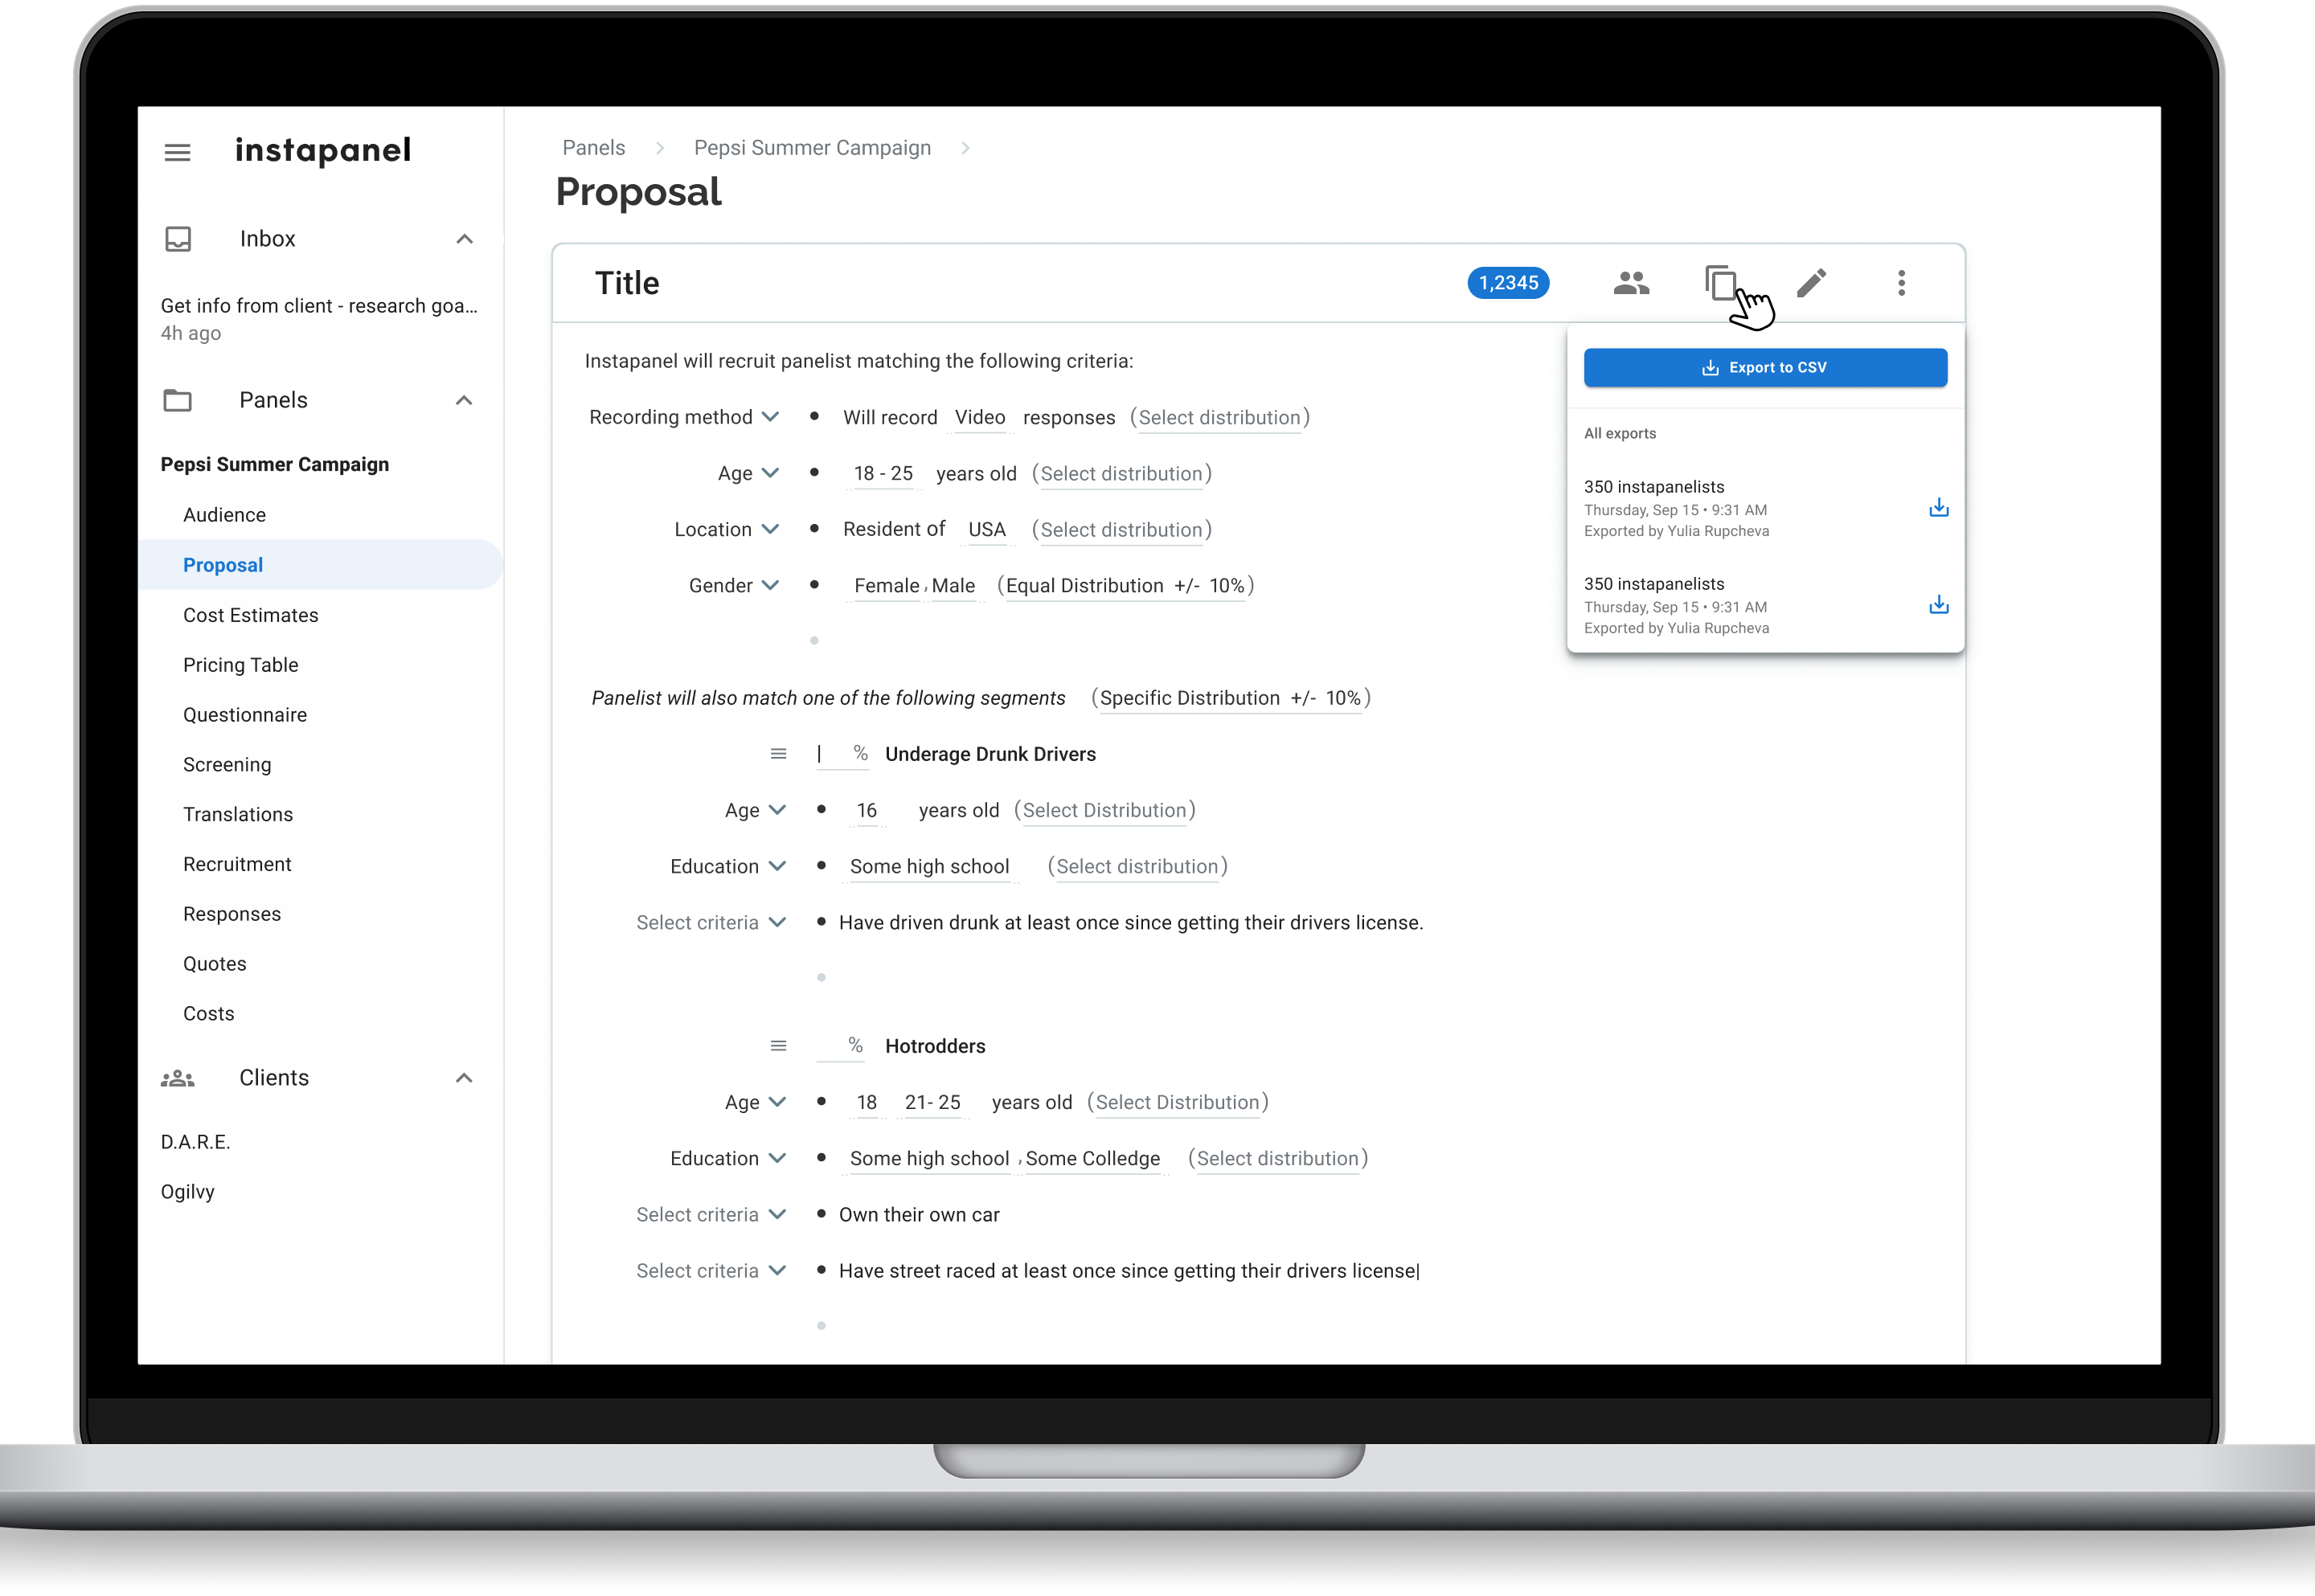 instapanel
Inbox
Get info from client - research goa...
4h ago
Panels
Pepsi Summer Campaign
Audience
Proposal
Cost Estimates
Pricing Table
Questionnaire
Screening
Translations
Recruitment
Responses
Quotes
Costs
Clients
D.A.R.E.
Ogilvy
Panels > Pepsi Summer Campaign >
Proposal
Title
1,2345
Export to CSV
All exports
350 instapanelists
Thursday, Sep 15 • 9:31 AM
Exported by Yulia Rupcheva
350 instapanelists
Thursday, Sep 15 • 9:31 AM
Exported by Yulia Rupcheva
Instapanel will recruit panelist matching the following criteria:
Recording method • Will record Video responses (Select distribution)
Age • 18 - 25 years old (Select distribution)
Location • Resident of USA (Select distribution)
Gender • Female, Male (Equal Distribution +/- 10%)
Panelist will also match one of the following segments (Specific Distribution +/- 10%)
% Underage Drunk Drivers
Age • 16 years old (Select Distribution)
Education • Some high school (Select distribution)
Select criteria • Have driven drunk at least once since getting their drivers license.
% Hotrodders
Age • 18 21- 25 years old (Select Distribution)
Education • Some high school , Some Colledge (Select distribution)
Select criteria • Own their own car
Select criteria • Have street raced at least once since getting their drivers license